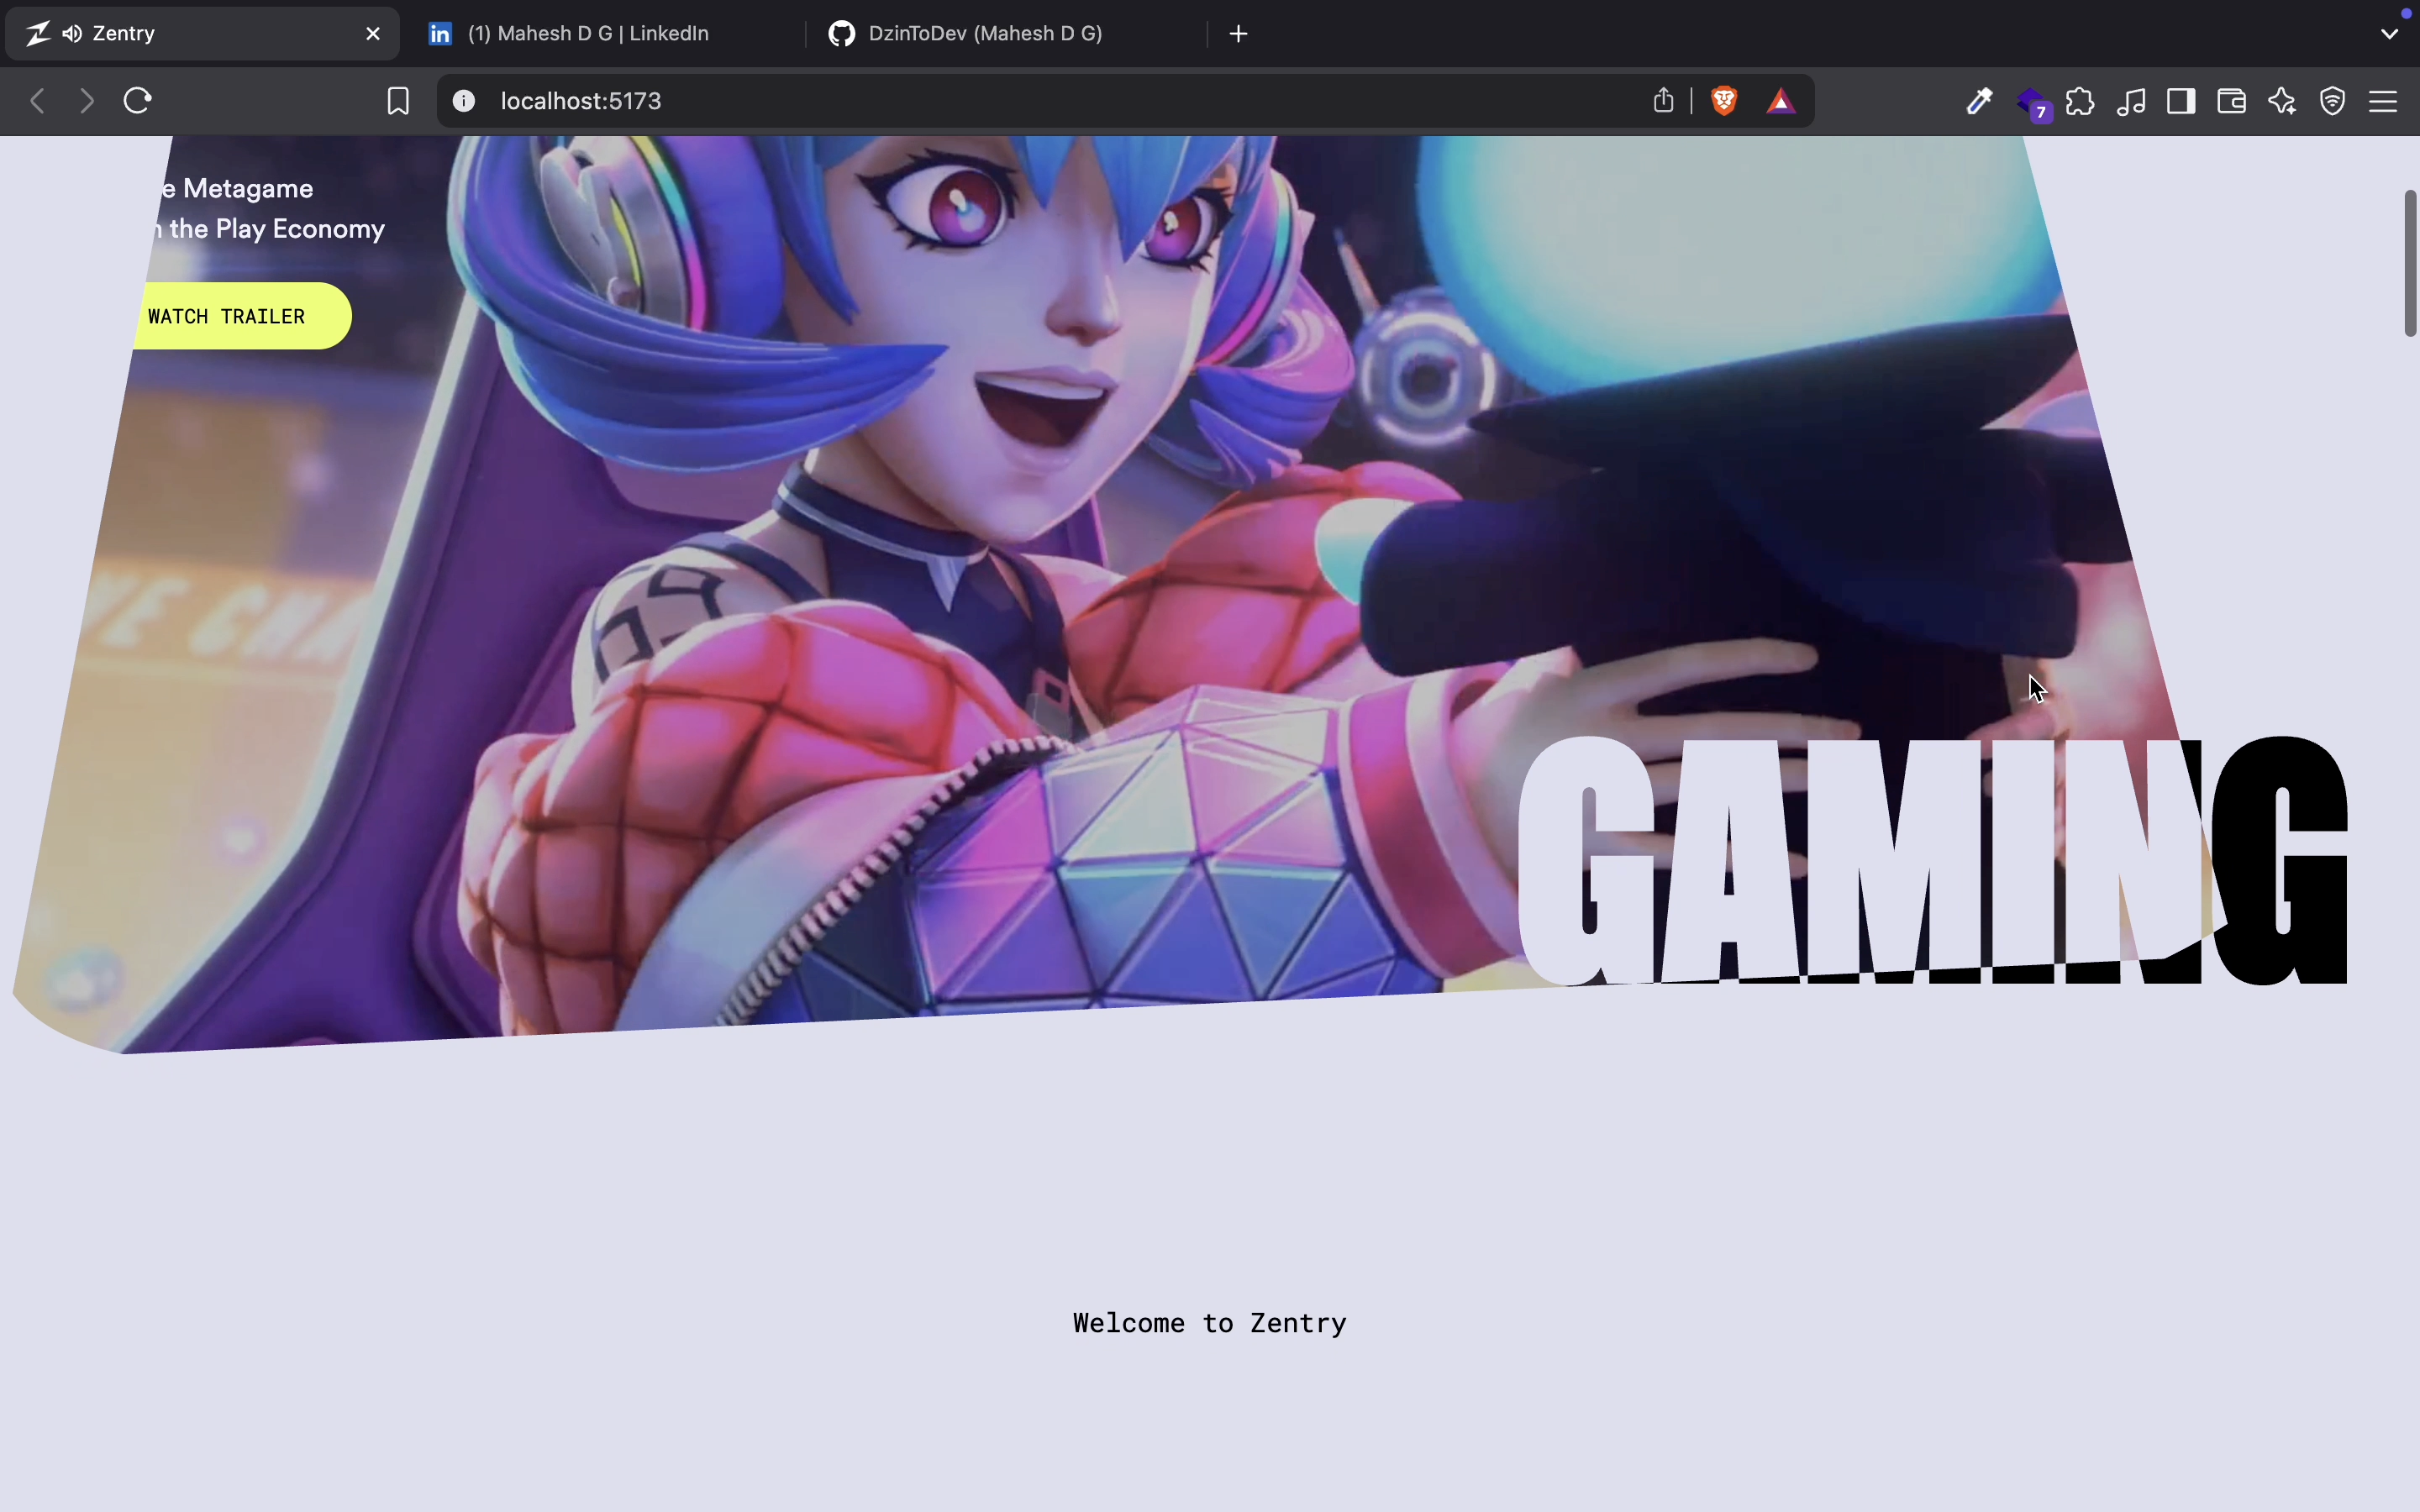 Zentry
(1) Mahesh D G | LinkedIn
DzinToDev (Mahesh D G)
localhost:5173
7
e Metagame
the Play Economy
WATCH TRAILER
GAMING
Welcome to Zentry